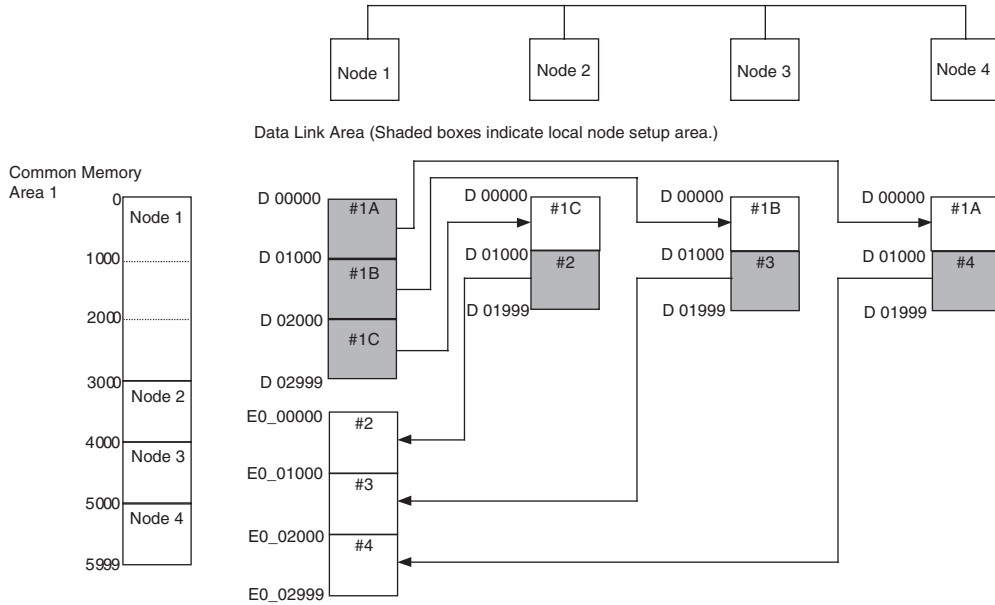 Node 1
Node 2
Node 3
Node 4
Data Link Area (Shaded boxes indicate local node setup area.)
Common Memory
Area 1
0
Node 1
1000
2000
3000
Node 2
4000
Node 3
5000
Node 4
5999
D 00000
#1A
D 01000
#1B
D 02000
#1C
D 02999
E0_00000
#2
E0_01000
#3
E0_02000
#4
E0_02999
D 00000
#1C
D 01000
#2
D 01999
D 00000
#1B
D 01000
#3
D 01999
D 00000
#1A
D 01000
#4
D 01999